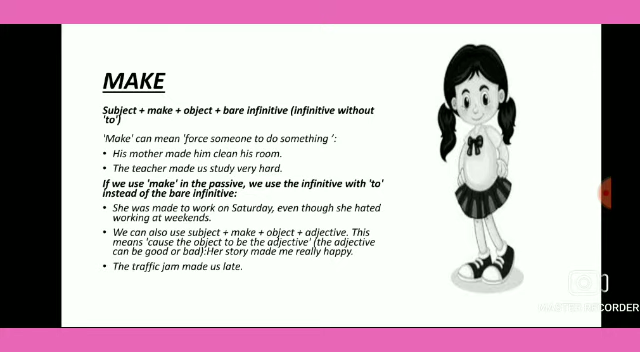 MAKE
Subject + make + object + bare infinitive (infinitive without
'to')
'Make' can mean 'force someone to do something ':
• His mother made him clean his room.
• The teacher made us study very hard.
If we use 'make' in the passive, we use the infinitive with 'to'
instead of the bare infinitive:
• She was made to work on Saturday, even though she hated
working at weekends.
• We can also use subject + make + object + adjective. This
means 'cause the object to be the adjective' (the adjective
can be good or bad):Her story made me really happy.
• The traffic jam made us late.
MASTER RECORDER